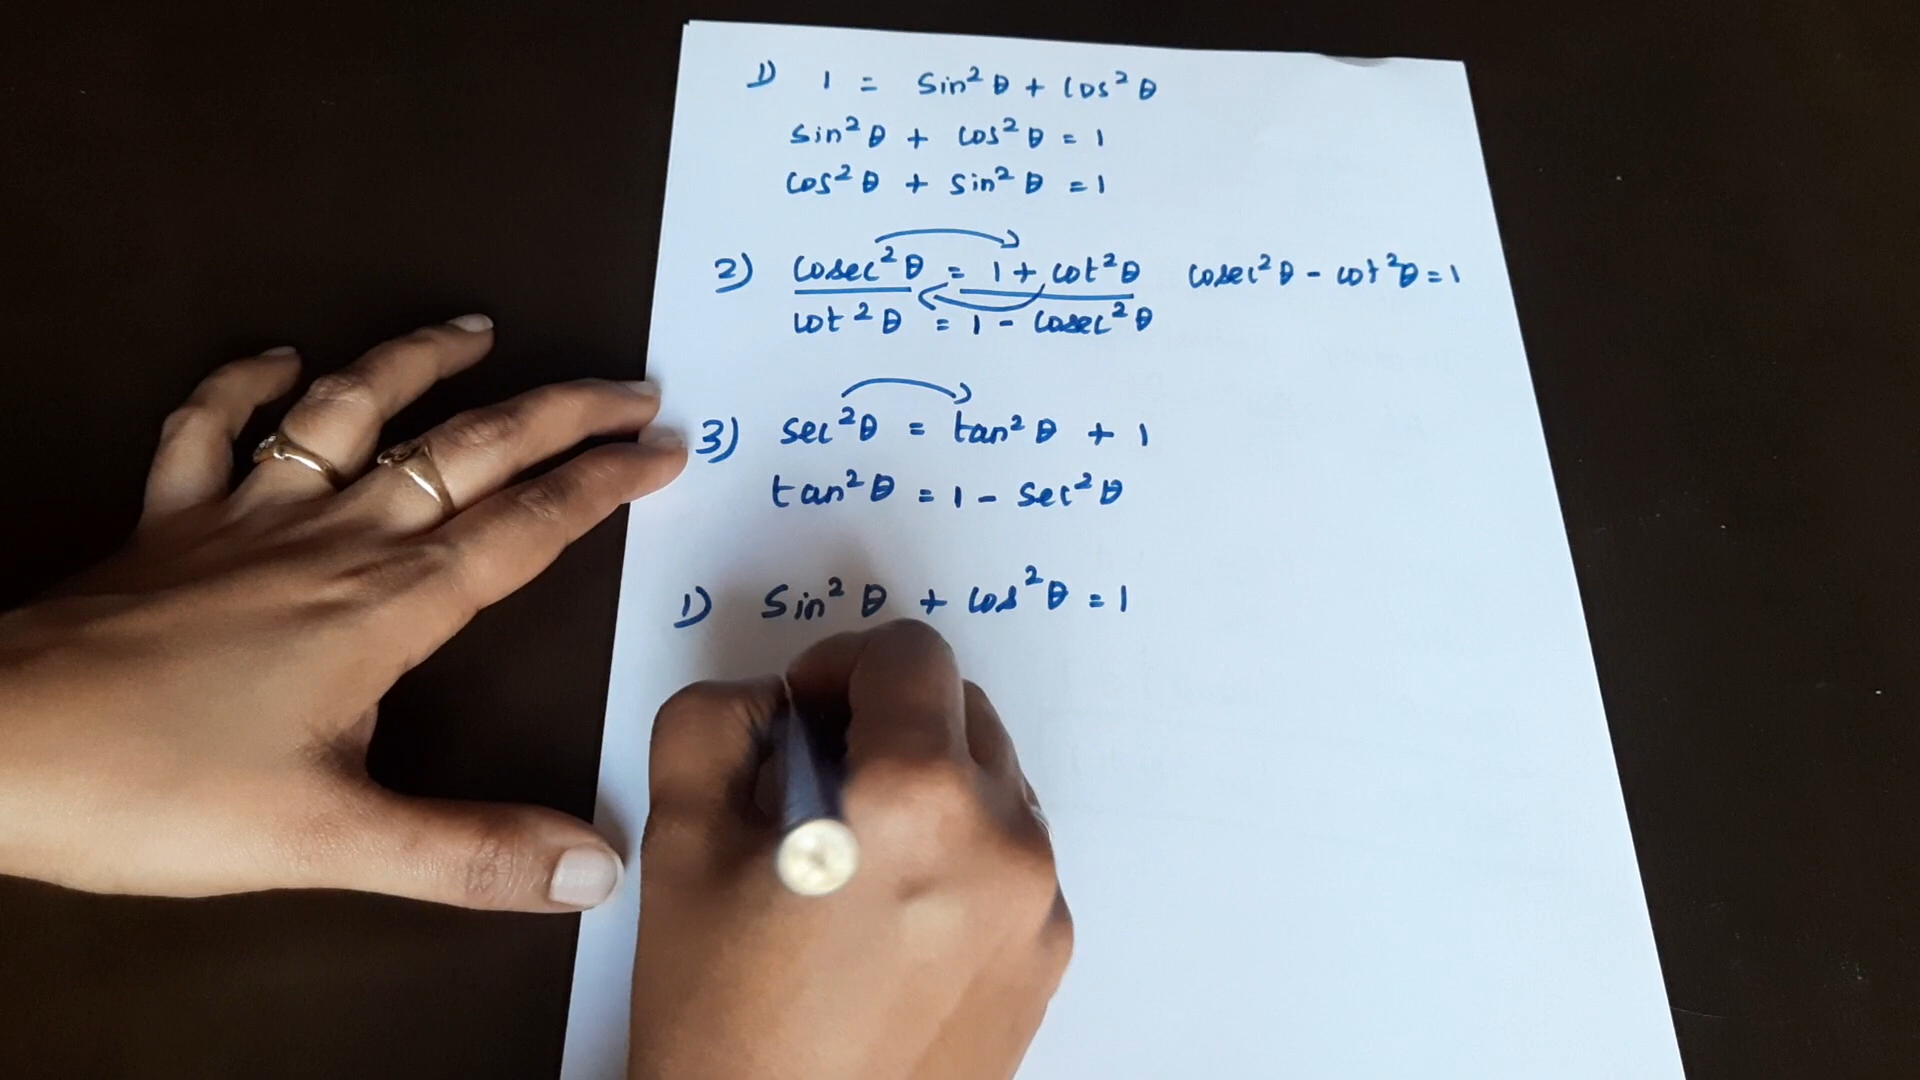 1) 1 = Sin²θ + Cos²θ
sin²θ + cos²θ = 1
cos²θ + sin²θ = 1
2) cosec²θ = 1 + cot²θ cosec²θ - cot²θ = 1
cot²θ = 1 - cosec²θ
3) sec²θ = tan²θ + 1
tan²θ = 1 - sec²θ
1) Sin²θ + cos²θ = 1